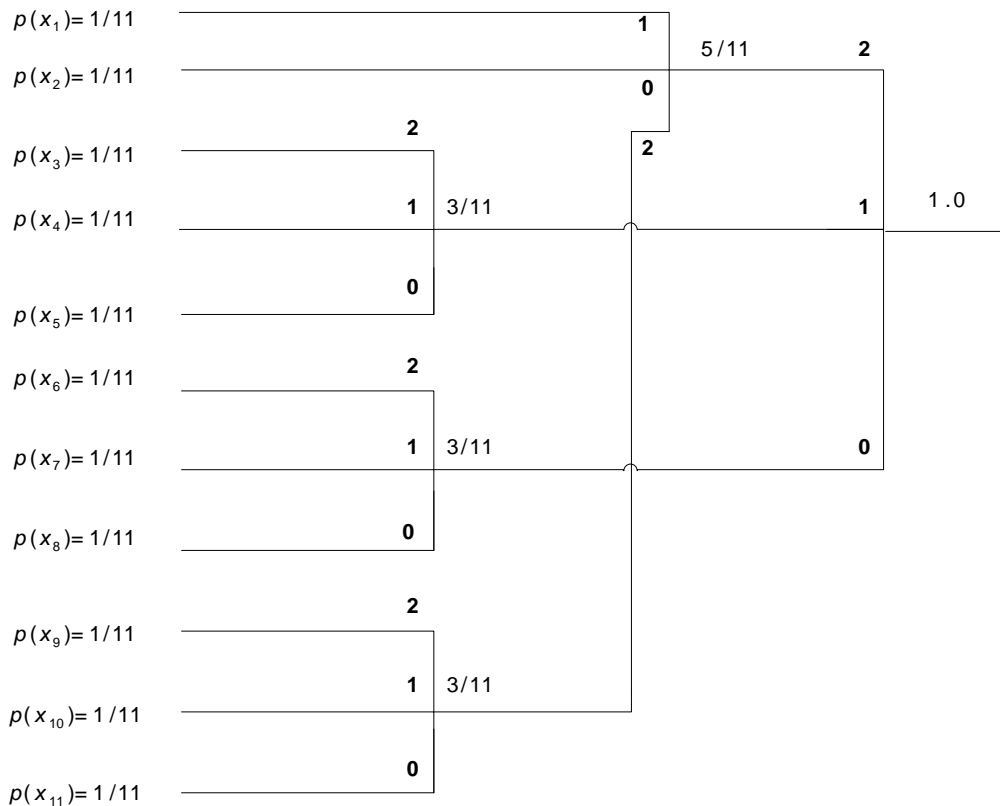 p(x₁)= 1/11
1
5/11 2
p(x₂)= 1/11
0
2
2
p(x₃)= 1/11
1 3/11 1 1.0
p(x₄)= 1/11
0
p(x₅)= 1/11
2
p(x₆)= 1/11
1 3/11 0
p(x₇)= 1/11
0
p(x₈)= 1/11
2
p(x₉)= 1/11
1 3/11
p(x₁₀)= 1/11
0
p(x₁₁)= 1/11